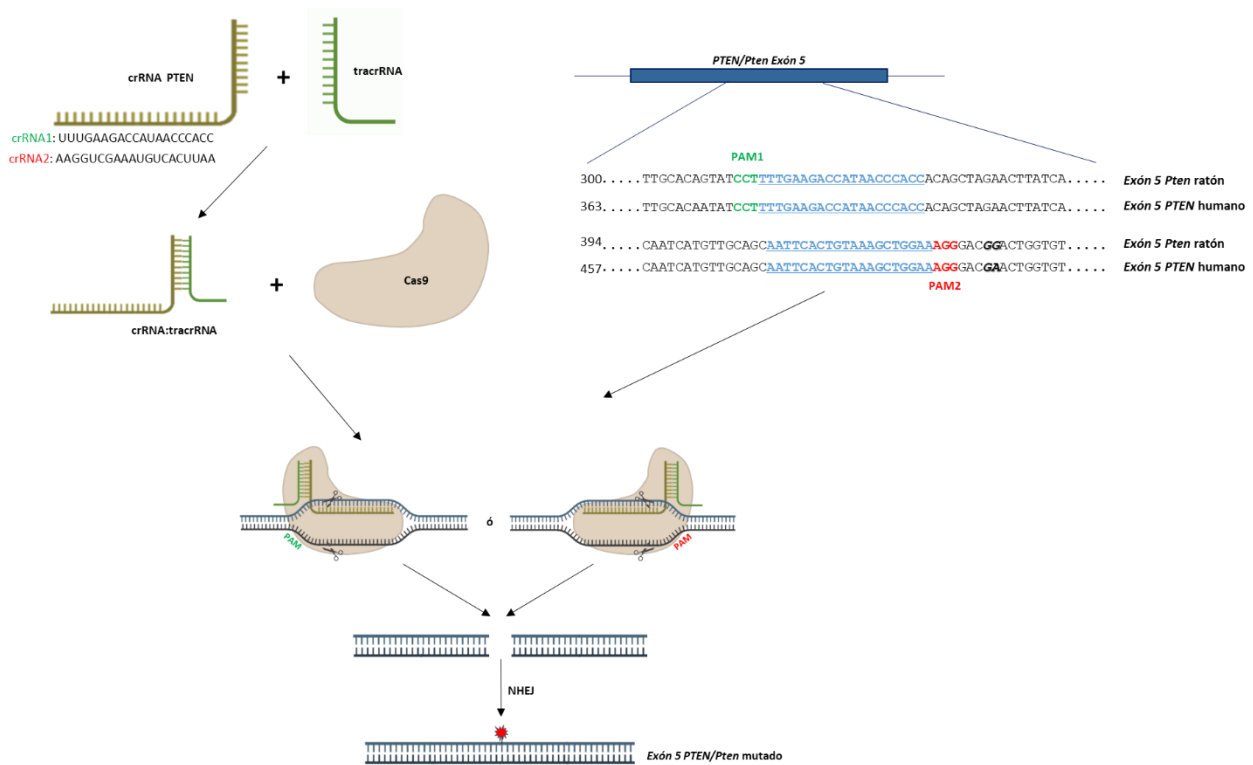 crRNA PTEN
+
tracrRNA
crRNA1: UUUGAAGACCAUAACCCACC
crRNA2: AAGGUCGAAAUGUCACUUAA
PTEN/Pten Exón 5
PAM1
300.....TTGCACAGTATCCTTTTGAAGACCATAACCCACCACAGCTAGAACTTATCA..... Exón 5 Pten ratón
363.....TTGCACAATATCCTTTTGAAGACCATAACCCACCACAGCTAGAACTTATCA..... Exón 5 PTEN humano
394.....CAATCATGTTGCAGCAATTCACTGTAAAGCTGGAAAGGGACGGACTGGTGT..... Exón 5 Pten ratón
457.....CAATCATGTTGCAGCAATTCACTGTAAAGCTGGAAAGGGACGAACTGGTGT..... Exón 5 PTEN humano
PAM2
crRNA:tracrRNA
+
Cas9
PAM
ó
PAM
NHEJ
Exón 5 PTEN/Pten mutado